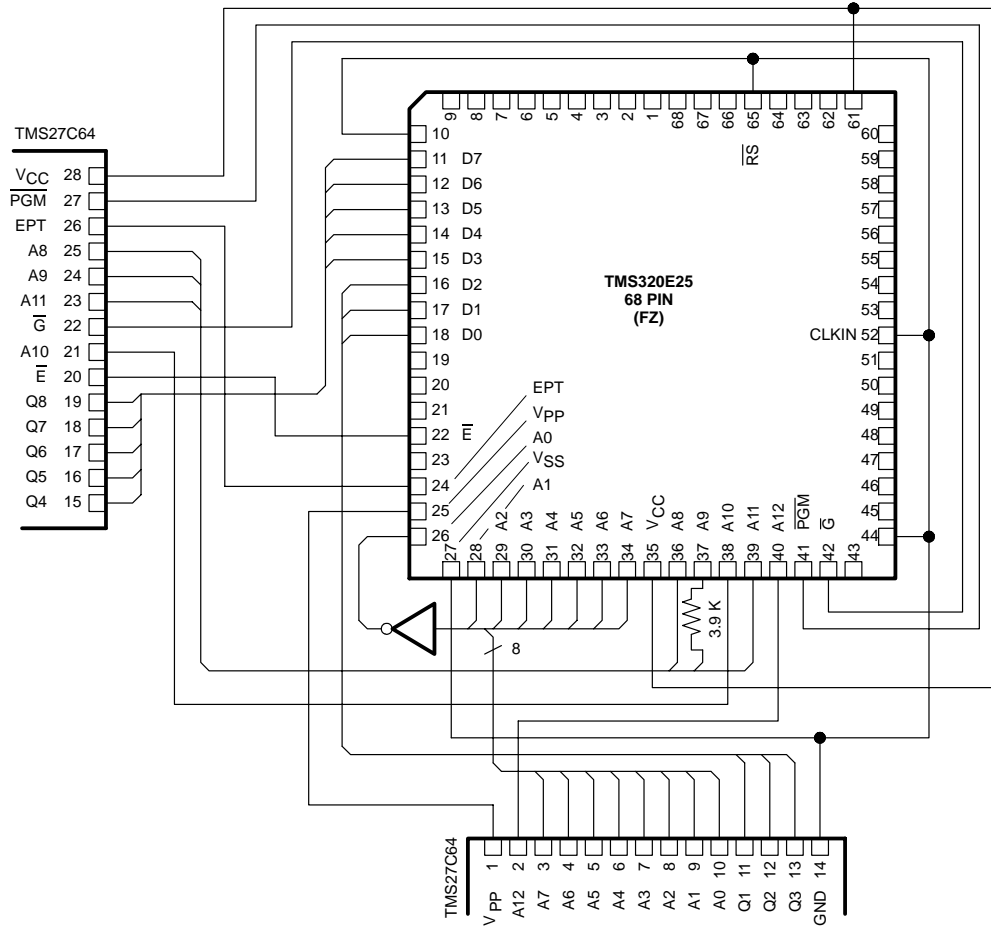 TMS27C64
VCC 28
PGM 27
EPT 26
A8 25
A9 24
A11 23
G 22
A10 21
E 20
Q8 19
Q7 18
Q6 17
Q5 16
Q4 15
9 8 7 6 5 4 3 2 1 68 67 66 65 64 63 62 61
RS
10
11 D7
12 D6
13 D5
14 D4
15 D3
16 D2
17 D1
18 D0
19
20
21
22 E
23
24
25
26
EPT
VPP
A0
VSS
A1
TMS320E25
68 PIN
(FZ)
60
59
58
57
56
55
54
53
CLKIN 52
51
50
49
48
47
46
45
44
A2 A3 A4 A5 A6 A7 VCC A8 A9 A10 A11 A12 PGM G
27 28 29 30 31 32 33 34 35 36 37 38 39 40 41 42 43
3.9 K
8
TMS27C64
1 2 3 4 5 6 7 8 9 10 11 12 13 14
VPP A12 A7 A6 A5 A4 A3 A2 A1 A0 Q1 Q2 Q3 GND